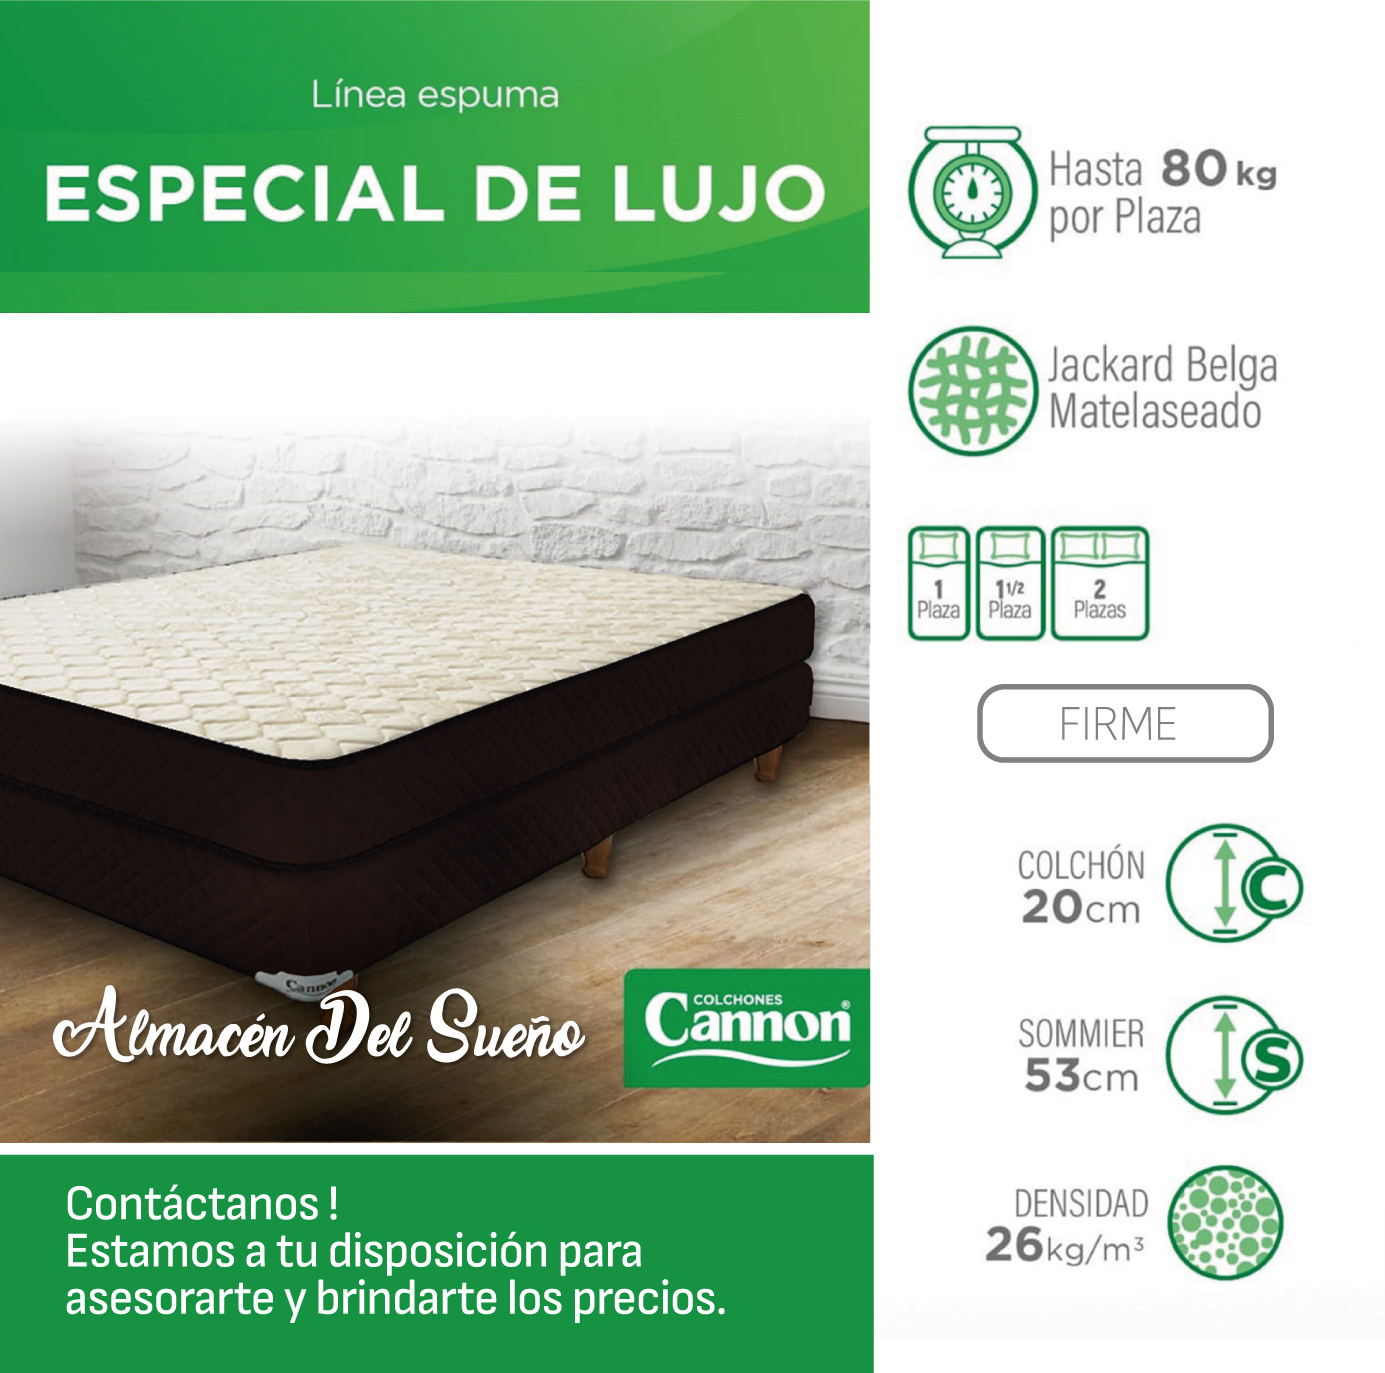 Línea espuma
ESPECIAL DE LUJO
Hasta 80 kg
por Plaza
Jackard Belga
Matelaseado
1
Plaza
1 1/2
Plaza
2
Plazas
FIRME
COLCHÓN
20cm
C
SOMMIER
53cm
S
DENSIDAD
26kg/m³
Cannon
Almacén Del Sueño
COLCHONES
Cannon®
Contáctanos !
Estamos a tu disposición para
asesorarte y brindarte los precios.